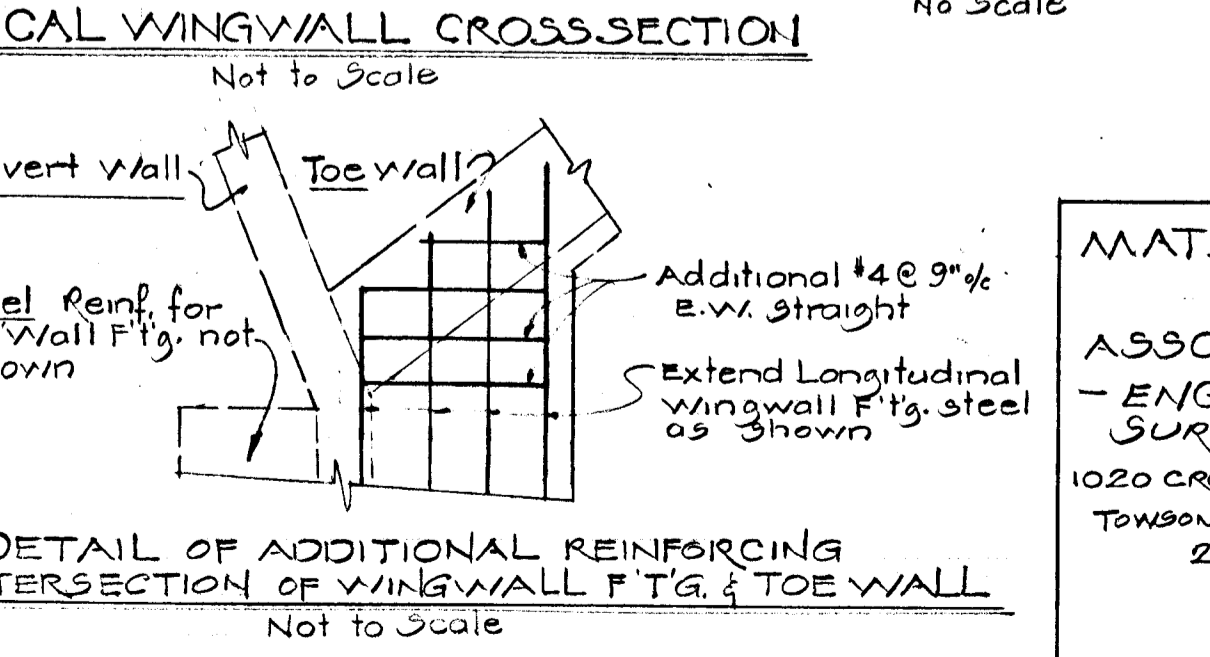 No Scale
CAL WINGWALL CROSSSECTION
Not to Scale
vert Wall
Toe Wall
el Reinf. for
Wall F't'g. not
own
Additional #4 @ 9" o/c
E.W. Straight
Extend Longitudinal
Wingwall F't'g. steel
as Shown
DETAIL OF ADDITIONAL REINFORCING
TERSECTION OF WINGWALL F'T'G. & TOE WALL
Not to Scale
MAT
ASSO
- ENG
SUR
1020 CR
TOWSON
2